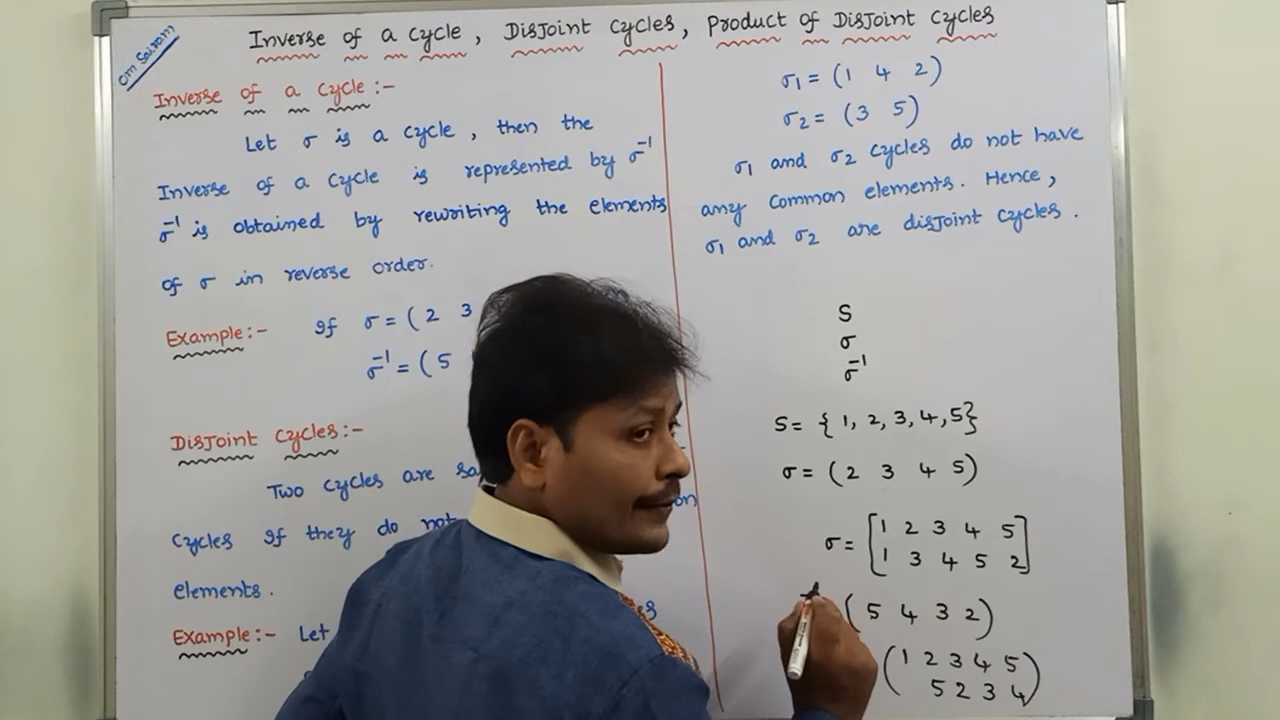 Om Sairam
Inverse of a cycle, Disjoint cycles, Product of Disjoint cycles
Inverse of a cycle:-
Let σ is a cycle, then the
Inverse of a cycle is represented by σ⁻¹
σ⁻¹ is obtained by rewriting the elements
of σ in reverse order.
Example:- If σ = ( 2 3
σ⁻¹ = ( 5
Disjoint cycles:-
Two cycles are
cycles if they do not
elements.
Example:- Let
σ1 = (1 4 2)
σ2 = (3 5)
σ1 and σ2 cycles do not have
any common elements. Hence,
σ1 and σ2 are disjoint cycles.
S
σ
σ⁻¹
S = {1, 2, 3, 4, 5}
σ = (2 3 4 5)
σ = [1 2 3 4 5
1 3 4 5 2]
(5 4 3 2)
(1 2 3 4 5
5 2 3 4)